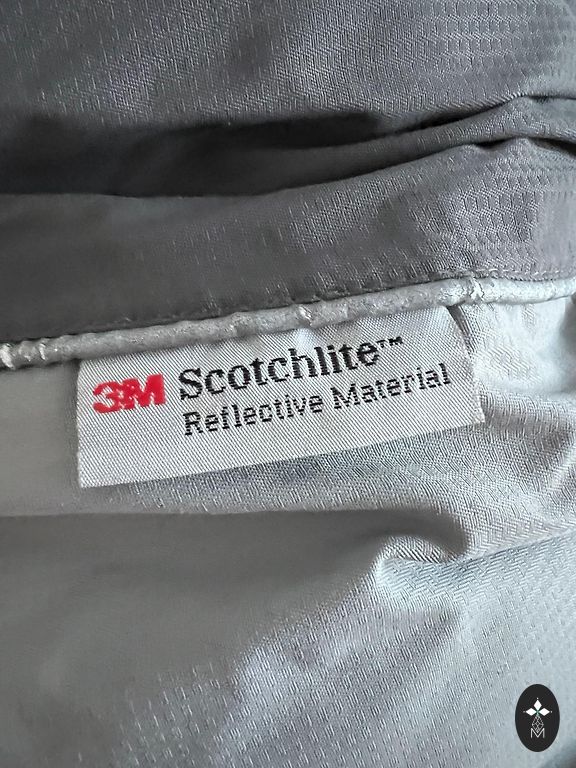 3M Scotchlite™
Reflective Material
M